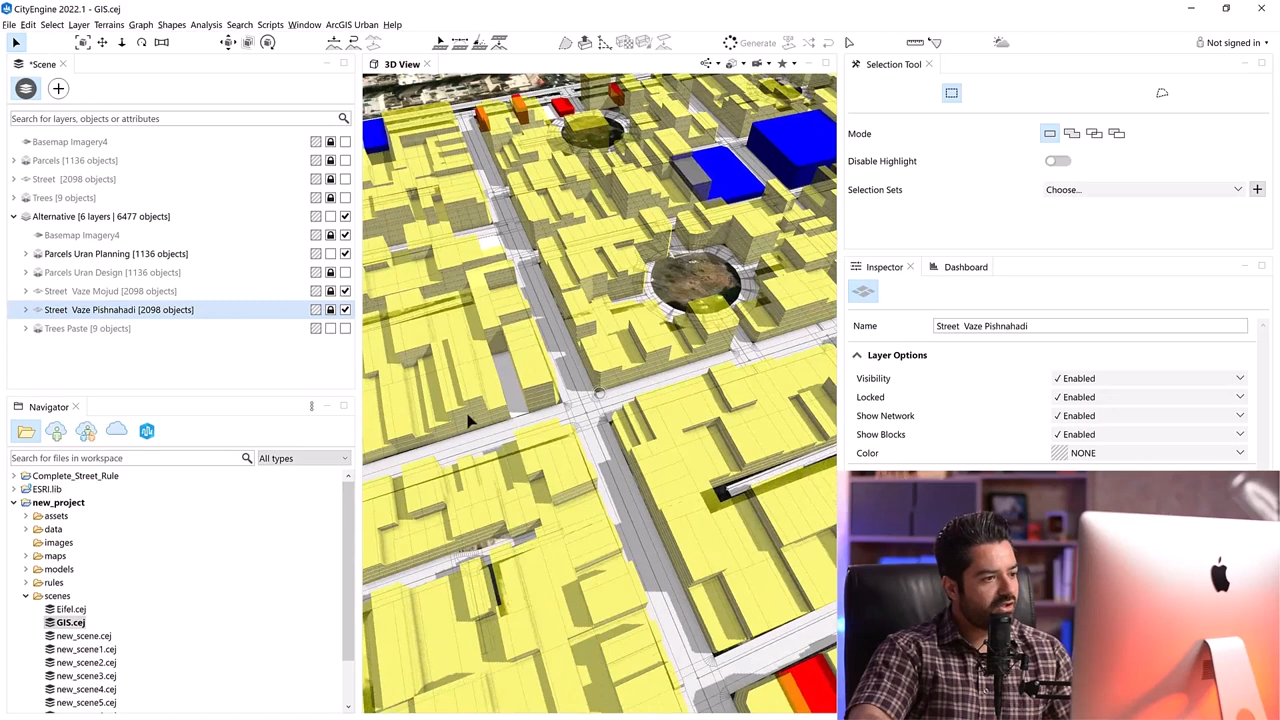 CityEngine 2022.1 - GIS.cej
File Edit Select Layer Terrains Graph Shapes Analysis Search Scripts Window ArcGIS Urban Help
Generate
Not signed in
*Scene
3D View
Selection Tool
Search for layers, objects or attributes
Basemap Imagery4
Parcels [1136 objects]
Street [2098 objects]
Trees [9 objects]
Alternative [6 layers | 6477 objects]
Basemap Imagery4
Parcels Uran Planning [1136 objects]
Parcels Uran Design [1136 objects]
Street Vaze Mojud [2098 objects]
Street Vaze Pishnahadi [2098 objects]
Trees Paste [9 objects]
Mode
Disable Highlight
Selection Sets
Choose...
Inspector
Dashboard
Name
Street Vaze Pishnahadi
Layer Options
Visibility
Enabled
Locked
Enabled
Show Network
Enabled
Show Blocks
Enabled
Color
NONE
Navigator
Search for files in workspace
All types
Complete_Street_Rule
ESRI.lib
new_project
assets
data
images
maps
models
rules
scenes
Eifel.cej
GIS.cej
new_scene.cej
new_scene1.cej
new_scene2.cej
new_scene3.cej
new_scene4.cej
new_scene5.cej